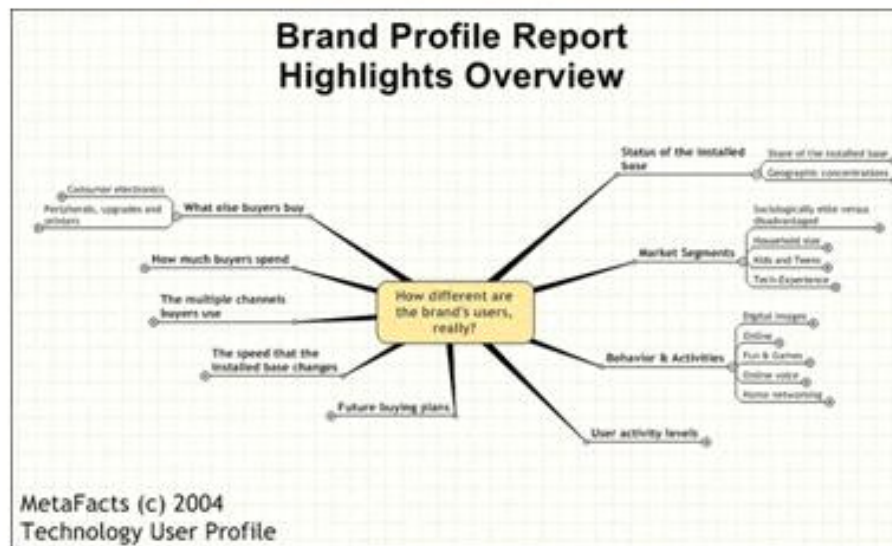 Brand Profile Report
Highlights Overview
Status of the installed
base
Share of the installed base
Geographic concentrations
Consumer electronics
Peripherals, upgrades and
printers
What else buyers buy
Sociologically elite versus
disadvantaged
Household size
Kids and Teens
Tech-Experience
Market Segments
How much buyers spend
How different are
the brand's users,
really?
The multiple channels
buyers use
Digital images
Online
Fun & Games
Online voice
Home networking
Behavior & Activities
The speed that the
installed base changes
Future buying plans
User activity levels
MetaFacts (c) 2004
Technology User Profile